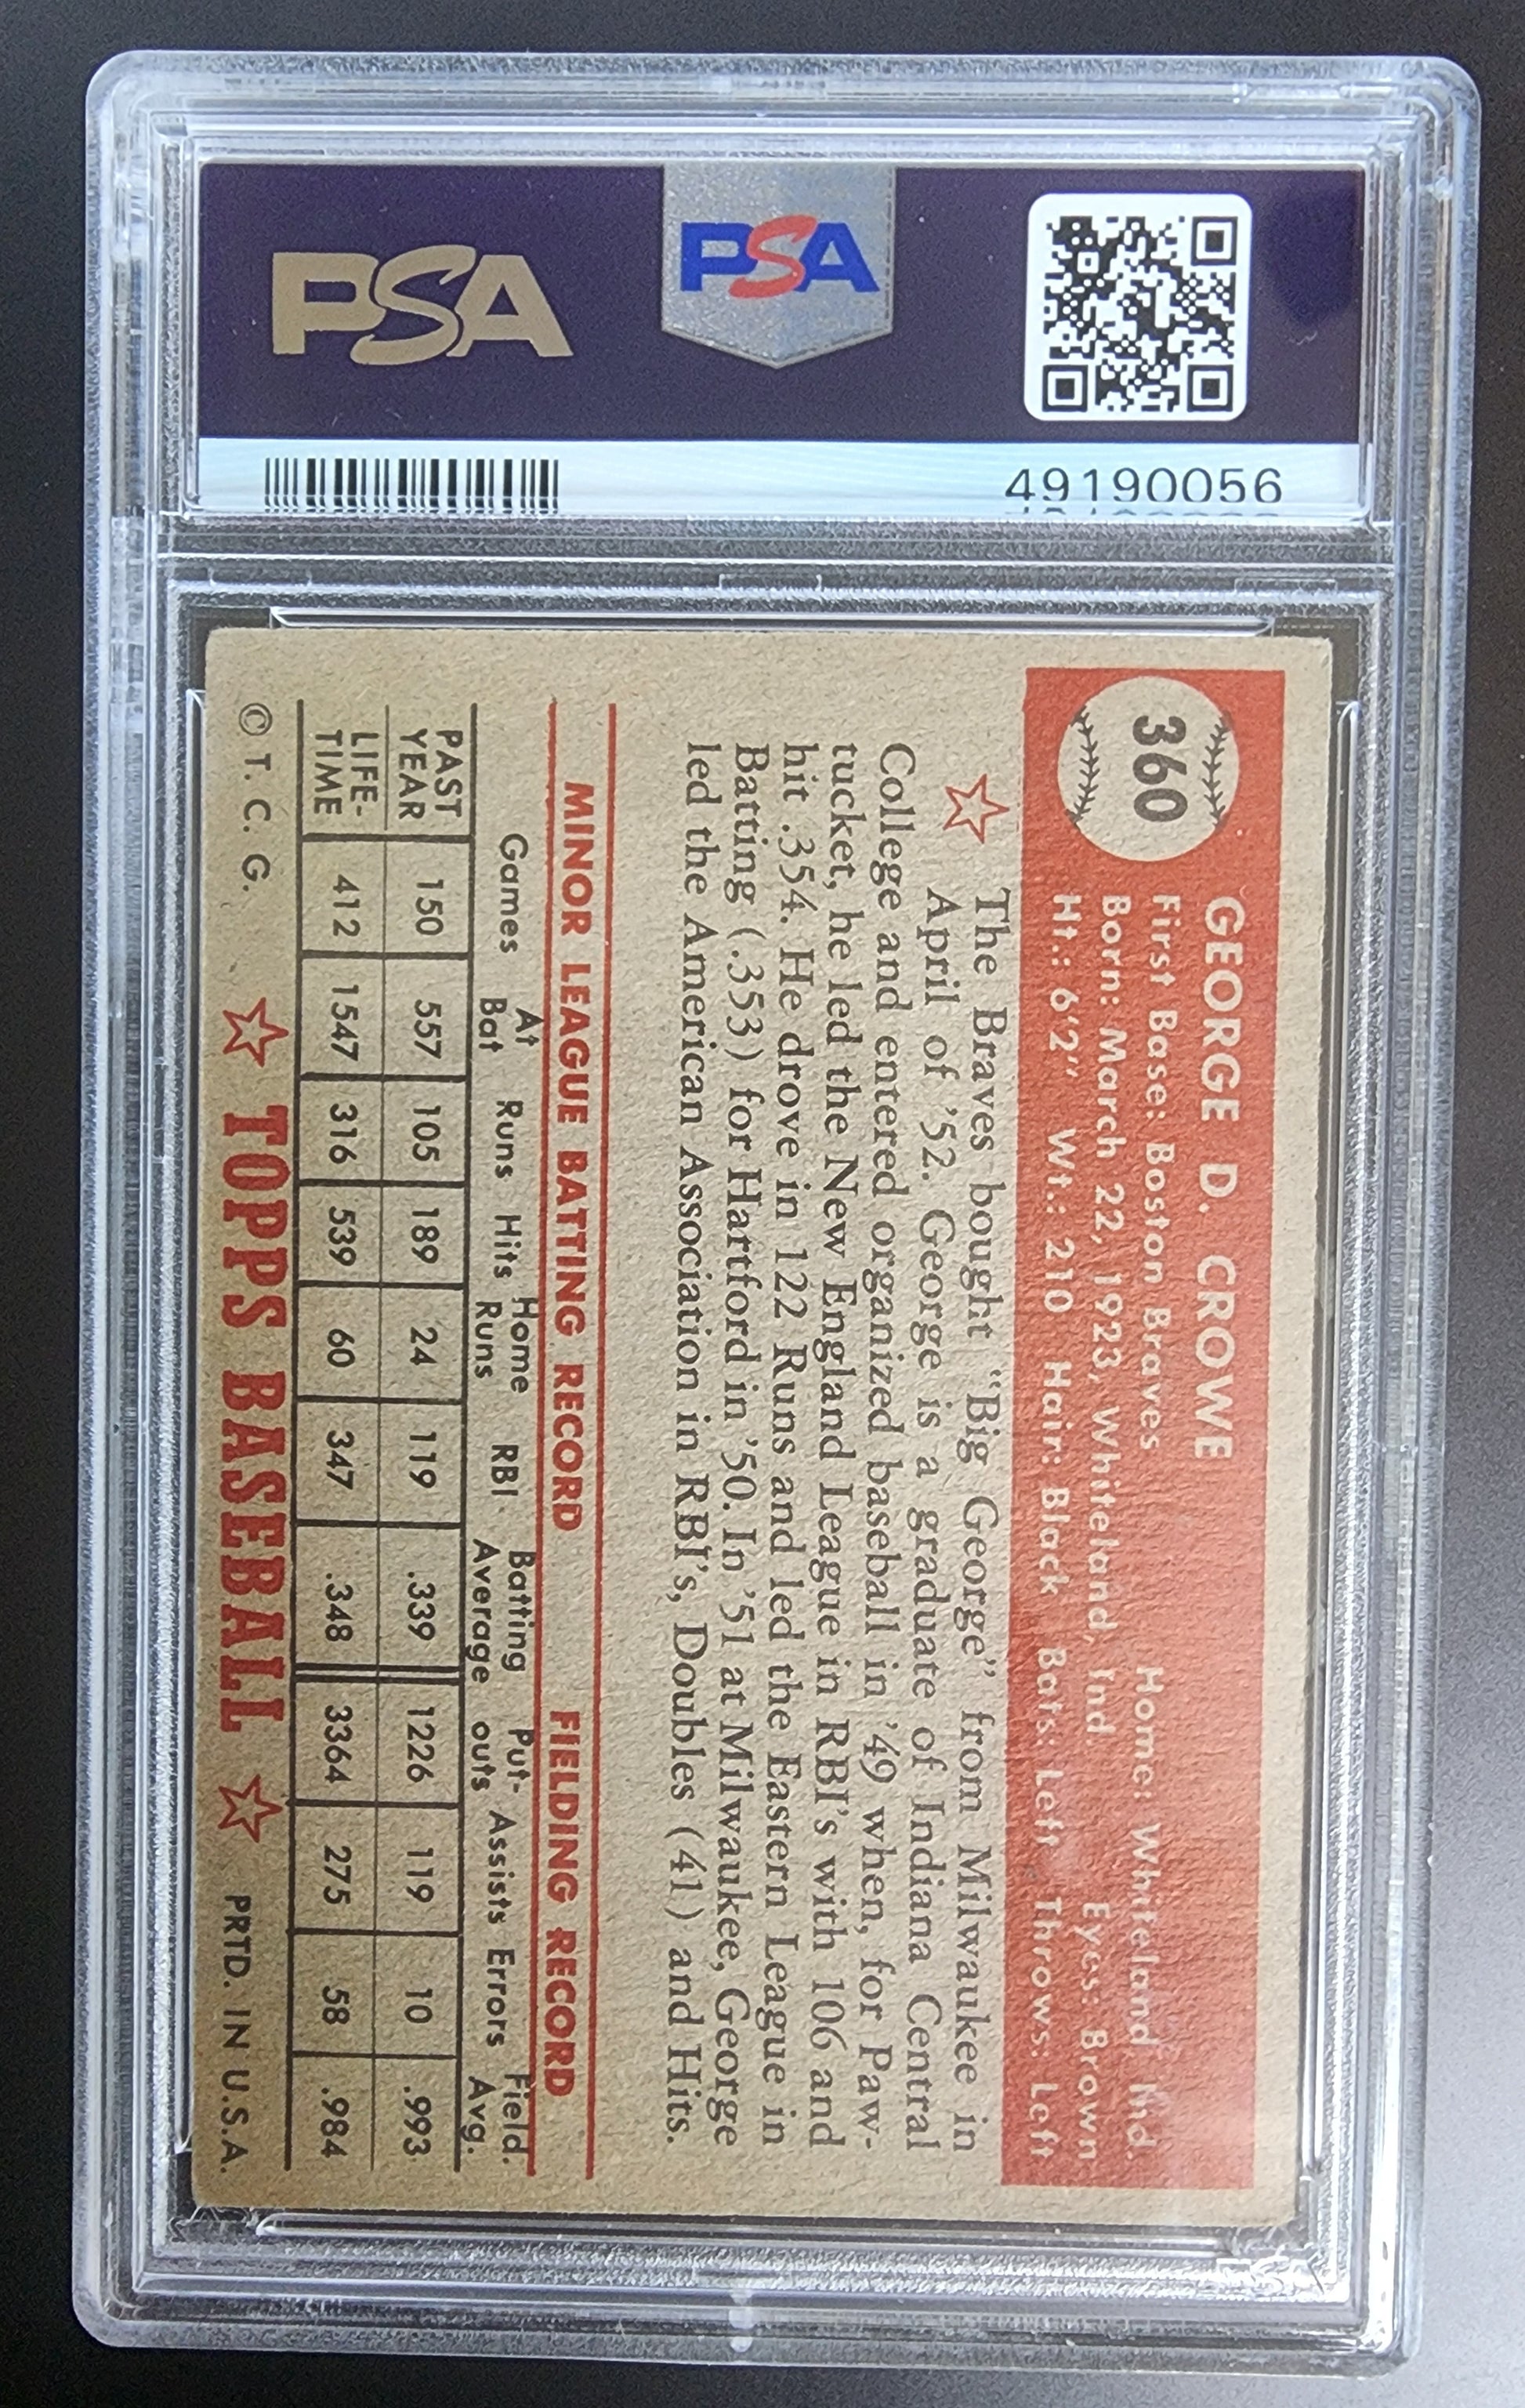 PSA
PSA
49190056
360
GEORGE D. CROWE
First Base: Boston Braves Home: Whiteland Ind.
Born: March 22, 1923, Whiteland, Ind. Eyes: Brown
Ht.: 6'2" Wt.: 210 Hair: Black Bats: Left Throws: Left
The Braves bought "Big George" from Milwaukee in
April of '52. George is a graduate of Indiana Central
College and entered organized baseball in '49 when, for Paw-
tucket, he led the New England League in RBI's with 106 and
hit .354. He drove in 122 Runs and led the Eastern League in
Batting (.353) for Hartford in '50. In '51 at Milwaukee, George
led the American Association in RBI's, Doubles (41) and Hits.
MINOR LEAGUE BATTING RECORD FIELDING RECORD
Games At Bat Runs Hits Home Runs RBI Batting Average Put-outs Assists Errors Field. Avg.
PAST YEAR 150 557 105 189 24 119 .339 1226 119 10 .993
LIFE-TIME 412 1547 316 539 60 347 .348 3364 275 58 .984
© T. C. G. ☆ TOPPS BASEBALL ☆ PRTD. IN U.S.A.